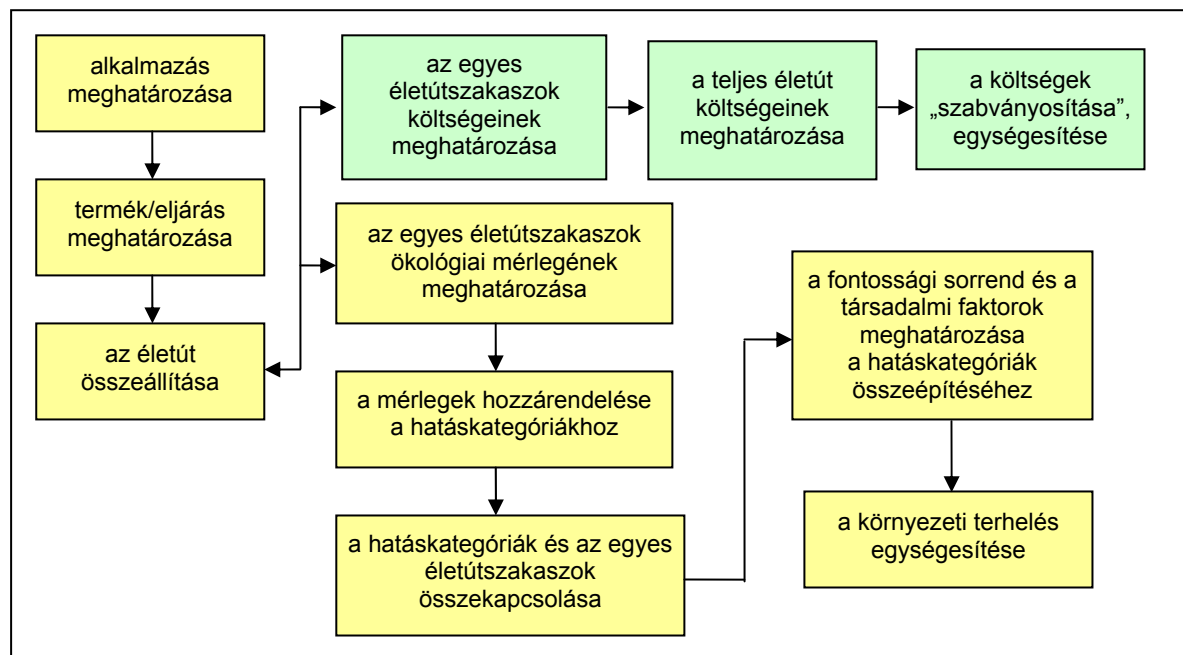 alkalmazás
meghatározása
termék/eljárás
meghatározása
az életút
összeállítása
az egyes
életútszakaszok
költségeinek
meghatározása
a teljes életút
költségeinek
meghatározása
a költségek
„szabványosítása”,
egységesítése
az egyes életútszakaszok
ökológiai mérlegének
meghatározása
a mérlegek hozzárendelése
a hatáskategóriákhoz
a hatáskategóriák és az egyes
életútszakaszok
összekapcsolása
a fontossági sorrend és a
társadalmi faktorok
meghatározása
a hatáskategóriák
összeépítéséhez
a környezeti terhelés
egységesítése